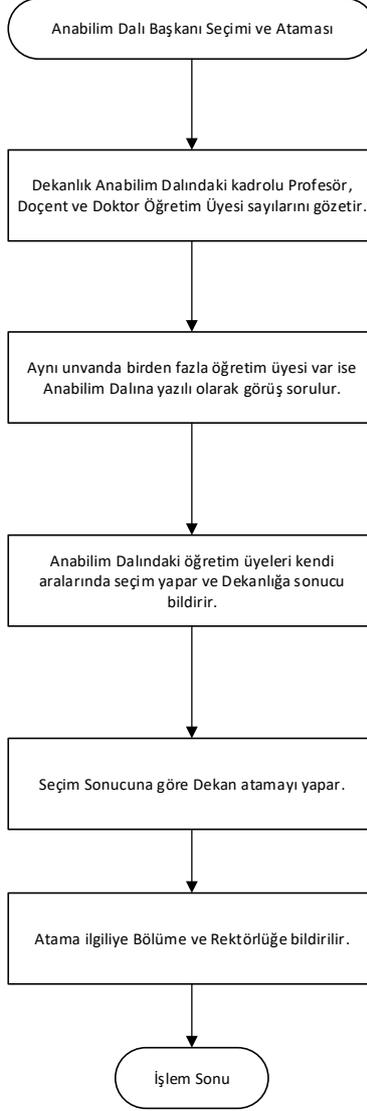 Anabilim Dalı Başkanı Seçimi ve Ataması
Dekanlık Anabilim Dalındaki kadrolu Profesör,
Doçent ve Doktor Öğretim Üyesi sayılarını gözetir.
Aynı unvanda birden fazla öğretim üyesi var ise
Anabilim Dalına yazılı olarak görüş sorulur.
Anabilim Dalındaki öğretim üyeleri kendi
aralarında seçim yapar ve Dekanlığa sonucu
bildirir.
Seçim Sonucuna göre Dekan atamayı yapar.
Atama ilgiliye Bölüme ve Rektörlüğe bildirilir.
İşlem Sonu